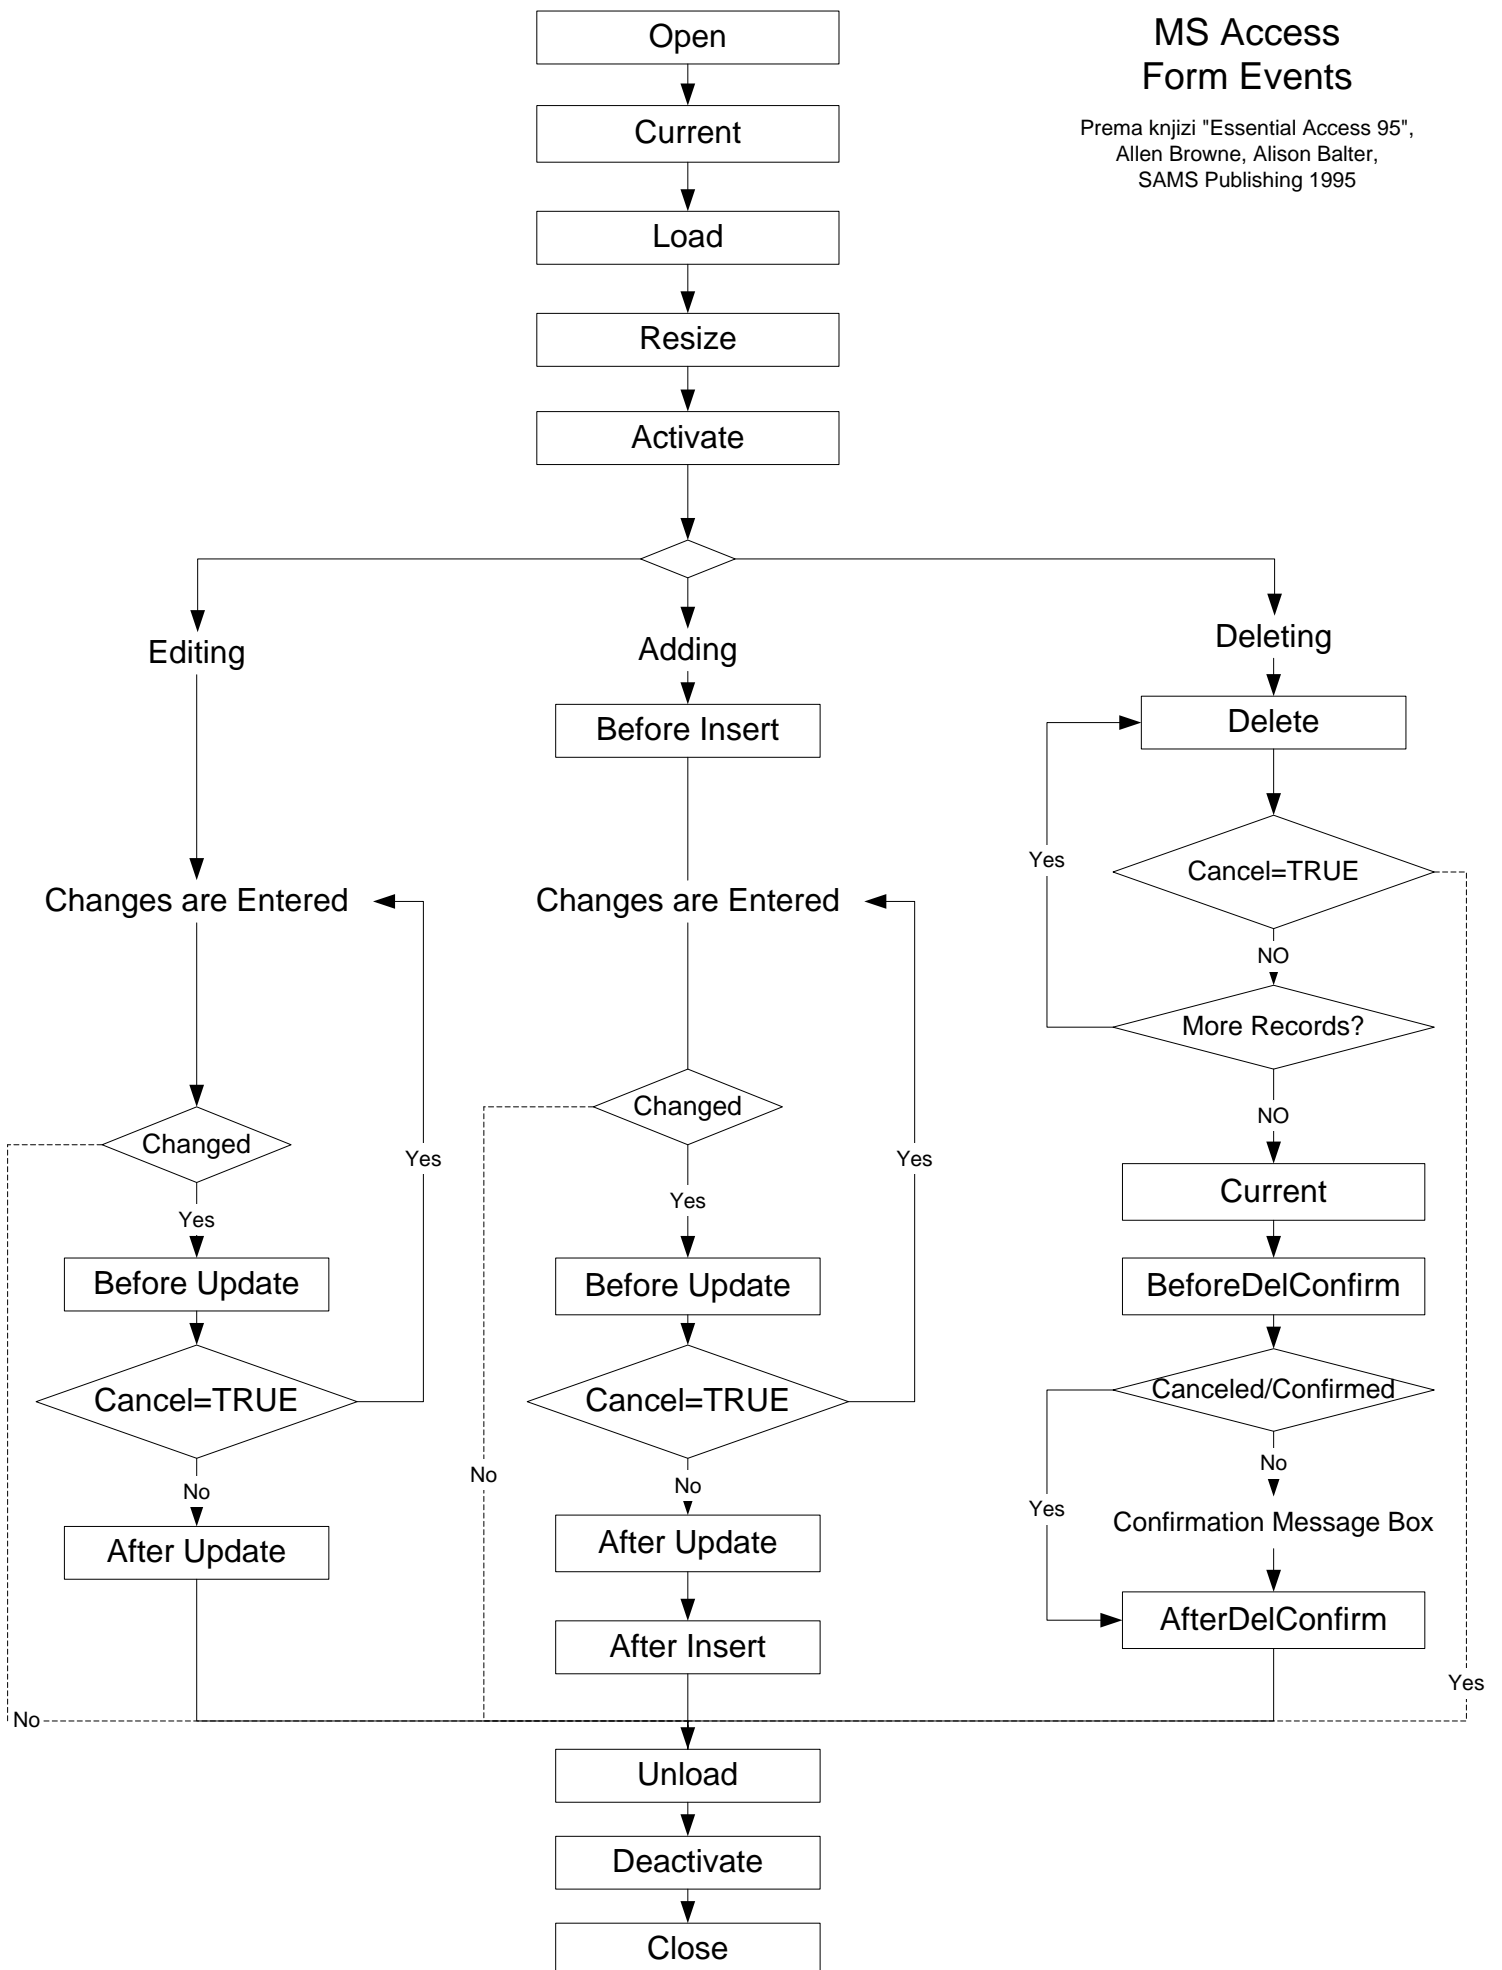 MS Access
Form Events
Prema knjizi "Essential Access 95",
Allen Browne, Alison Balter,
SAMS Publishing 1995
Open
Current
Load
Resize
Activate
Editing
Changes are Entered
Changed
Yes
Yes
Before Update
Cancel=TRUE
No
After Update
No
Adding
Before Insert
Changes are Entered
Changed
Yes
Yes
Before Update
Cancel=TRUE
No
No
After Update
After Insert
Deleting
Delete
Cancel=TRUE
Yes
NO
More Records?
NO
Current
BeforeDelConfirm
Canceled/Confirmed
No
Yes
Confirmation Message Box
AfterDelConfirm
Yes
Unload
Deactivate
Close